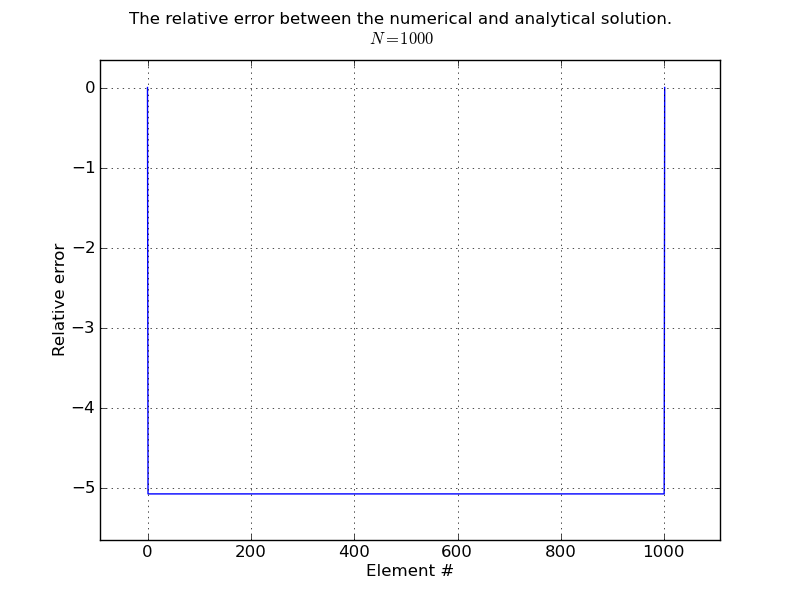 The relative error between the numerical and analytical solution.
N=1000
0
−1
−2
−3
−4
−5
Relative error
0 200 400 600 800 1000
Element #